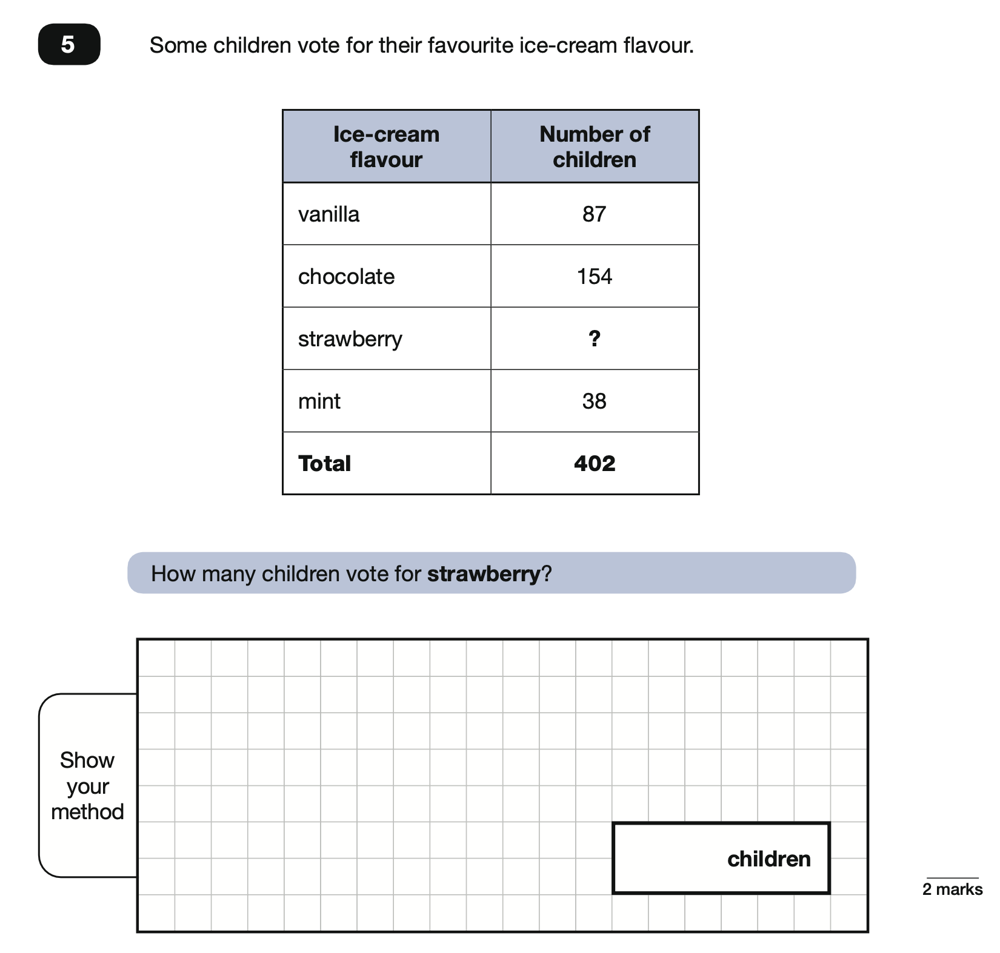 5
Some children vote for their favourite ice-cream flavour.
Ice-cream flavour
Number of children
vanilla
87
chocolate
154
strawberry
?
mint
38
Total
402
How many children vote for strawberry?
Show
your
method
children
2 marks